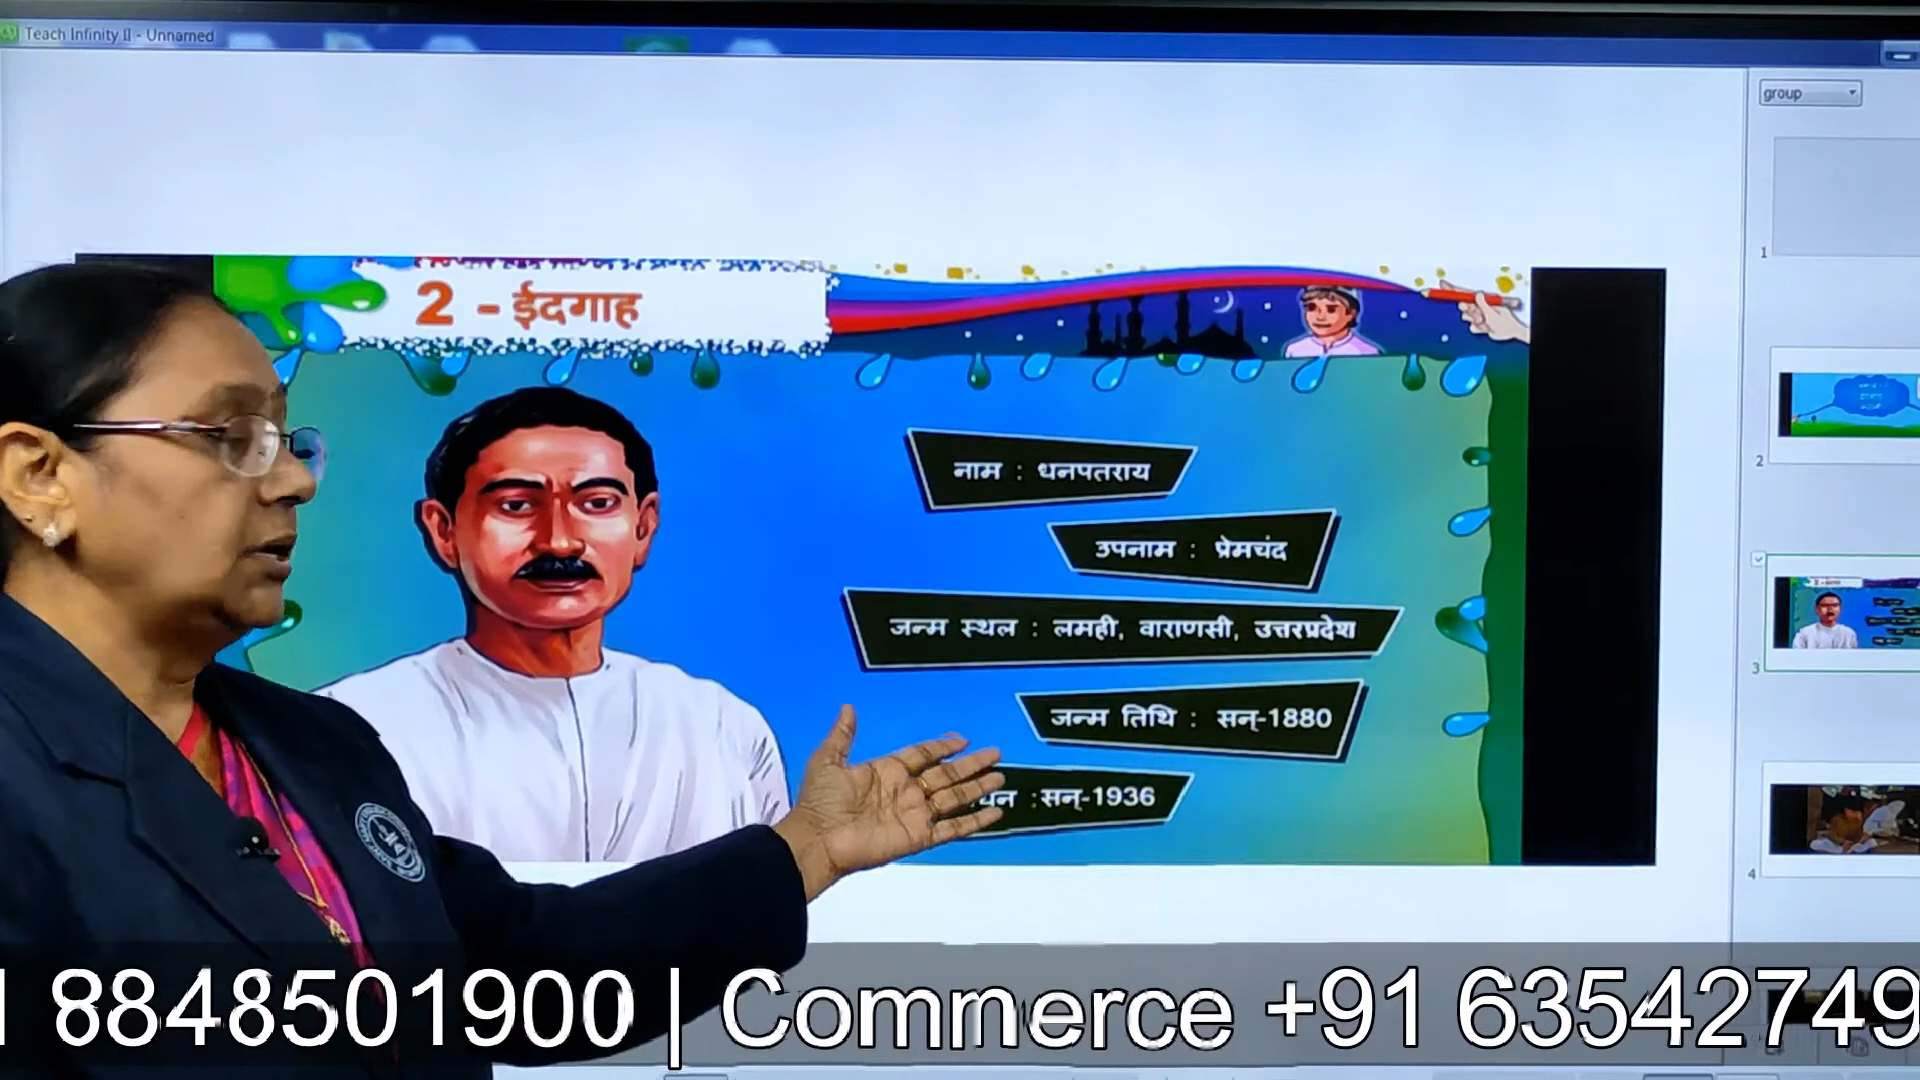 Teach Infinity II - Unnamed
group
2 - ईदगाह
नाम : धनपतराय
उपनाम : प्रेमचंद
जन्म स्थल : लमही, वाराणसी, उत्तरप्रदेश
जन्म तिथि : सन्-1880
:सन्-1936
1
2
3
4
8848501900 | Commerce +91 63542749